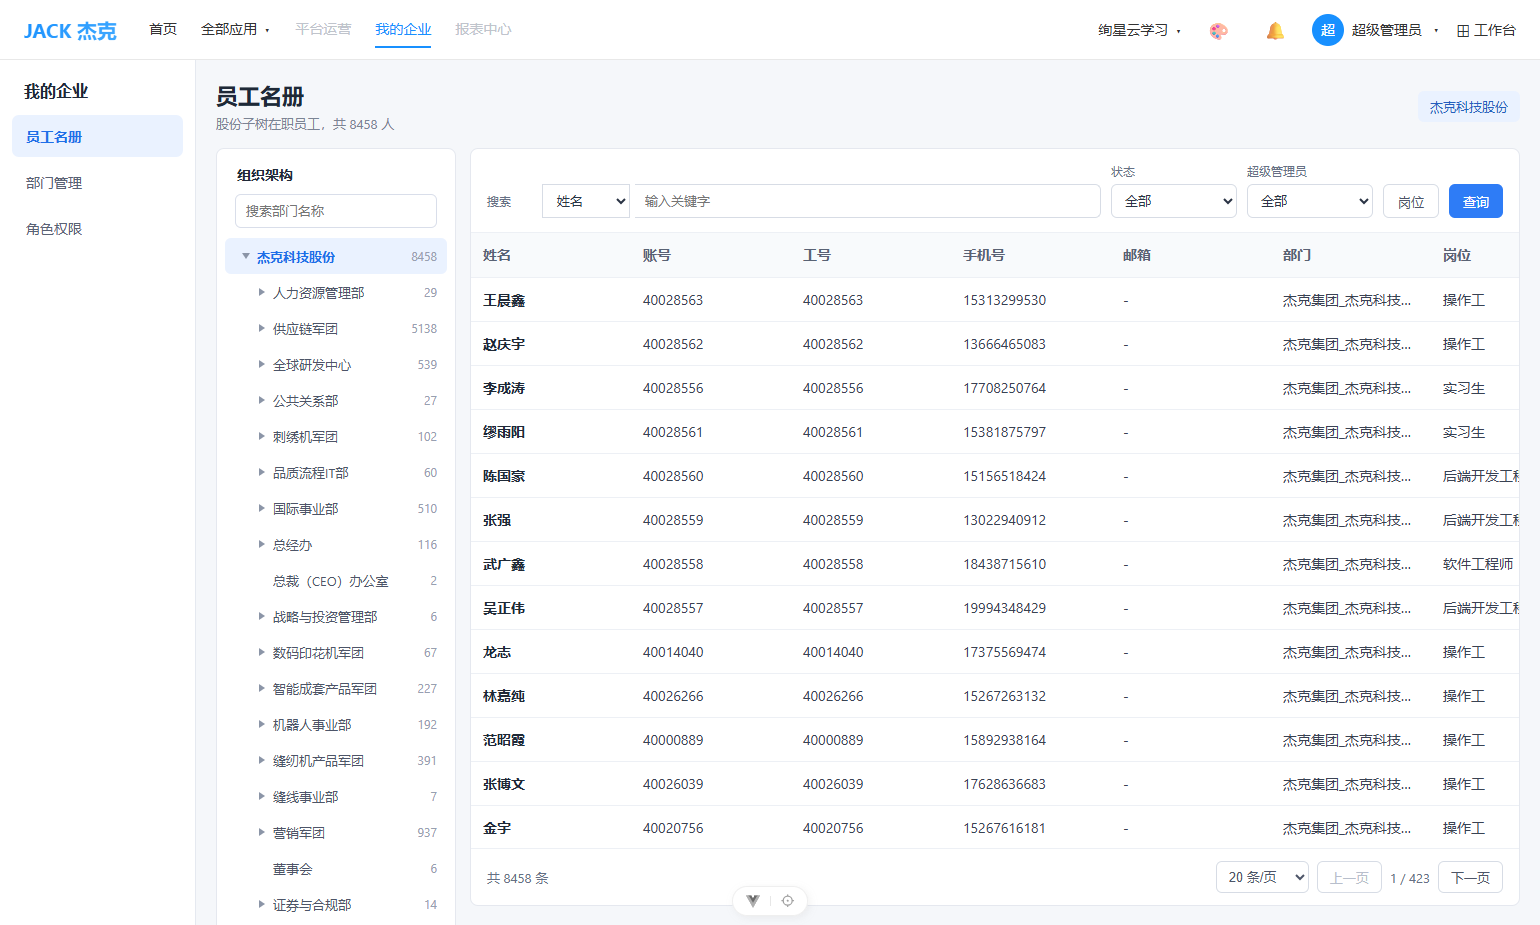 JACK 杰克 首页 全部应用 平台运营 我的企业 报表中心 绚星云学习 超 超级管理员 工作台
我的企业
员工名册
部门管理
角色权限
员工名册
股份子树在职员工，共 8458 人
杰克科技股份
组织架构
搜索部门名称
杰克科技股份 8458
人力资源管理部 29
供应链军团 5138
全球研发中心 539
公共关系部 27
刺绣机军团 102
品质流程IT部 60
国际事业部 510
总经办 116
总裁（CEO）办公室 2
战略与投资管理部 6
数码印花机军团 67
智能成套产品军团 227
机器人事业部 192
缝纫机产品军团 391
缝线事业部 7
营销军团 937
董事会 6
证券与合规部 14
状态 超级管理员
搜索 姓名 输入关键字 全部 全部 岗位 查询
姓名 账号 工号 手机号 邮箱 部门 岗位
王晨鑫 40028563 40028563 15313299530 - 杰克集团_杰克科技... 操作工
赵庆宇 40028562 40028562 13666465083 - 杰克集团_杰克科技... 操作工
李成涛 40028556 40028556 17708250764 - 杰克集团_杰克科技... 实习生
缪雨阳 40028561 40028561 15381875797 - 杰克集团_杰克科技... 实习生
陈国家 40028560 40028560 15156518424 - 杰克集团_杰克科技... 后端开发工程
张强 40028559 40028559 13022940912 - 杰克集团_杰克科技... 后端开发工程
武广鑫 40028558 40028558 18438715610 - 杰克集团_杰克科技... 软件工程师
吴正伟 40028557 40028557 19994348429 - 杰克集团_杰克科技... 后端开发工程
龙志 40014040 40014040 17375569474 - 杰克集团_杰克科技... 操作工
林嘉纯 40026266 40026266 15267263132 - 杰克集团_杰克科技... 操作工
范昭霞 40000889 40000889 15892938164 - 杰克集团_杰克科技... 操作工
张博文 40026039 40026039 17628636683 - 杰克集团_杰克科技... 操作工
金宇 40020756 40020756 15267616181 - 杰克集团_杰克科技... 操作工
共 8458 条 20 条/页 上一页 1 / 423 下一页